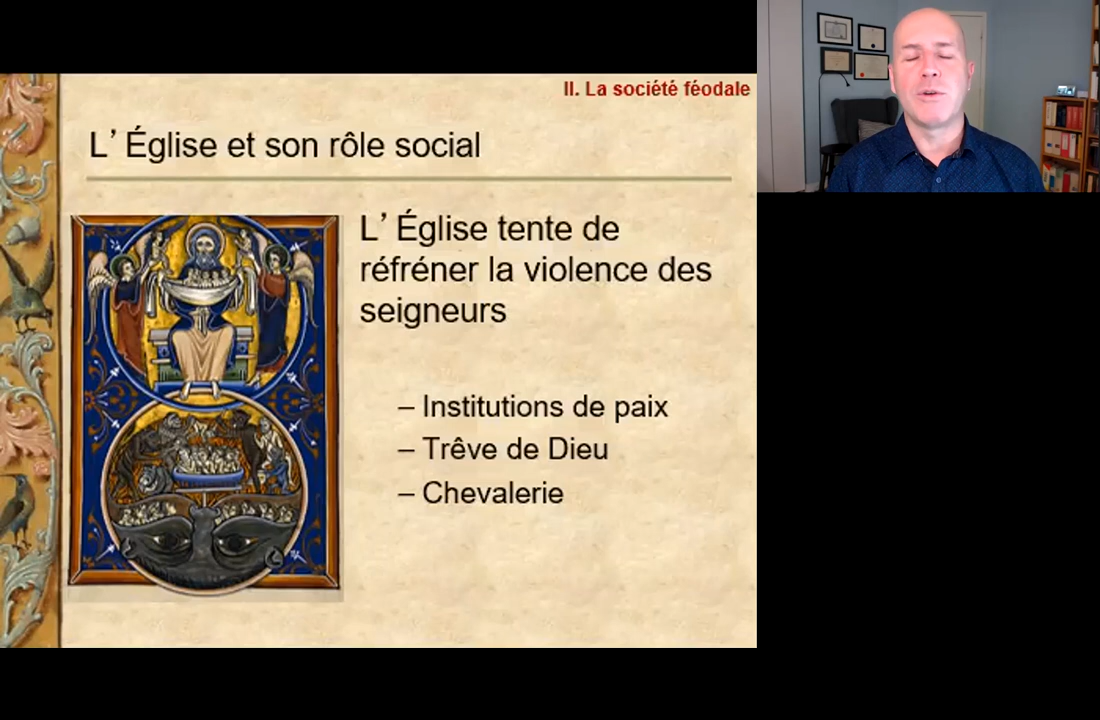 II. La société féodale
L’ Église et son rôle social
L’ Église tente de
réfréner la violence des
seigneurs
– Institutions de paix
– Trêve de Dieu
– Chevalerie